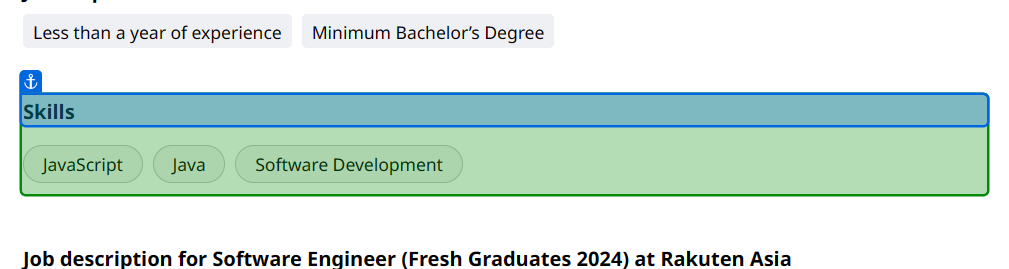 Less than a year of experience Minimum Bachelor’s Degree
Skills
JavaScript Java Software Development
Job description for Software Engineer (Fresh Graduates 2024) at Rakuten Asia